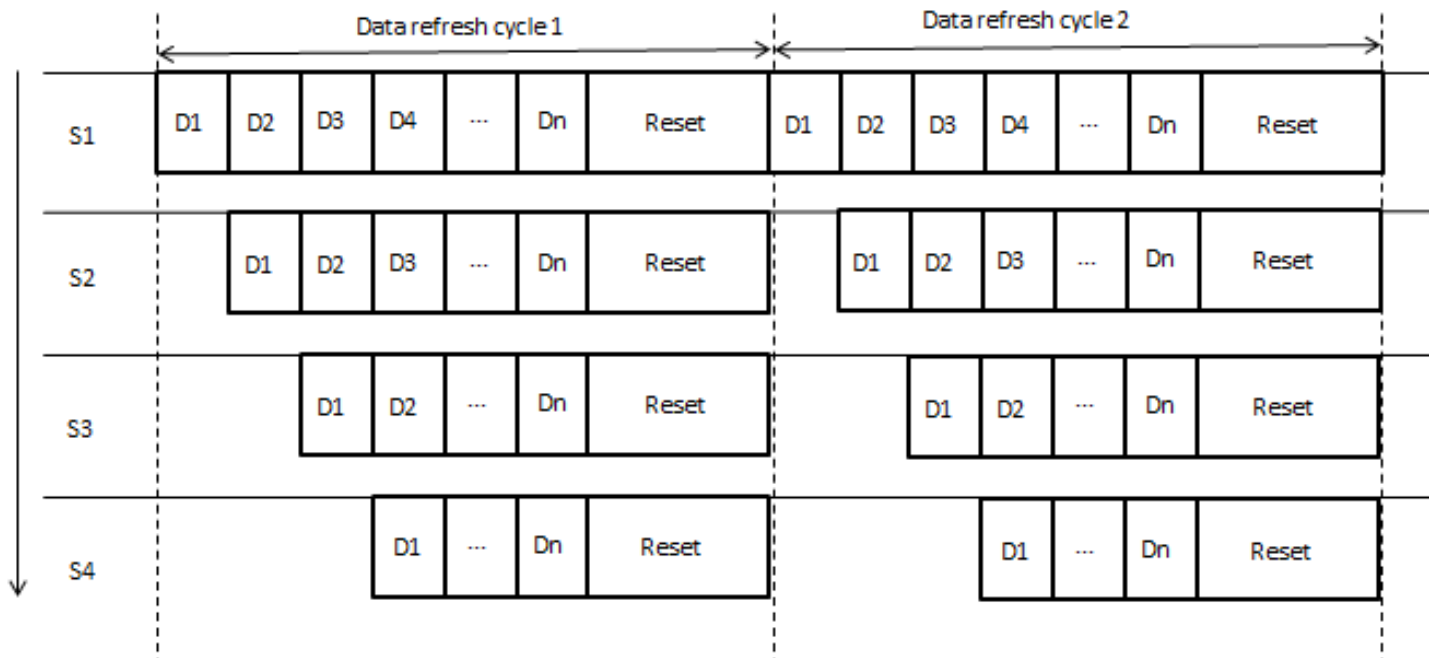 Data refresh cycle 1 Data refresh cycle 2
S1 D1 D2 D3 D4 ... Dn Reset D1 D2 D3 D4 ... Dn Reset
S2 D1 D2 D3 ... Dn Reset D1 D2 D3 ... Dn Reset
S3 D1 D2 ... Dn Reset D1 D2 ... Dn Reset
S4 D1 ... Dn Reset D1 ... Dn Reset